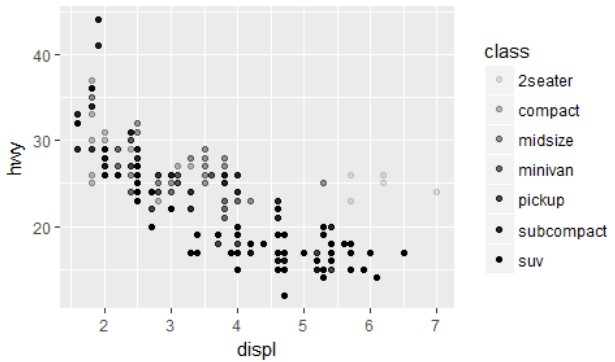 hwy
40
30
20
2
3
4
5
6
7
displ
class
2seater
compact
midsize
minivan
pickup
subcompact
suv